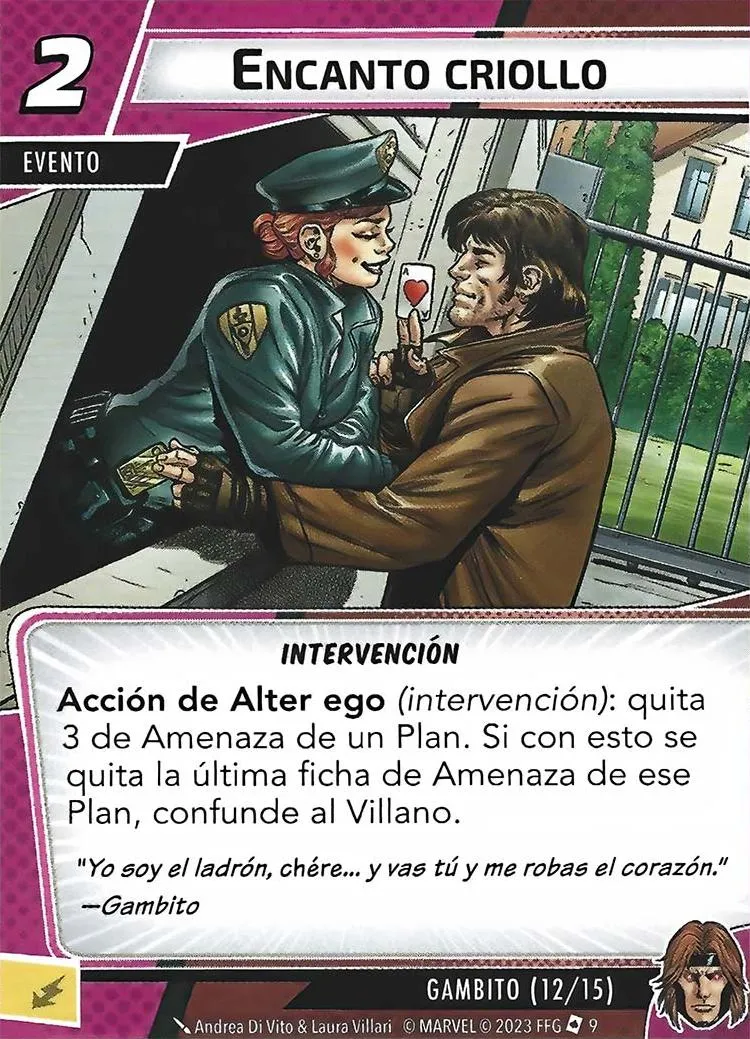 2
ENCANTO CRIOLLO
EVENTO
INTERVENCIÓN
Acción de Alter ego (intervención): quita
3 de Amenaza de un Plan. Si con esto se
quita la última ficha de Amenaza de ese
Plan, confunde al Villano.
"Yo soy el ladrón, chére... y vas tú y me robas el corazón."
—Gambito
GAMBITO (12/15)
Andrea Di Vito & Laura Villari © MARVEL © 2023 FFG 9